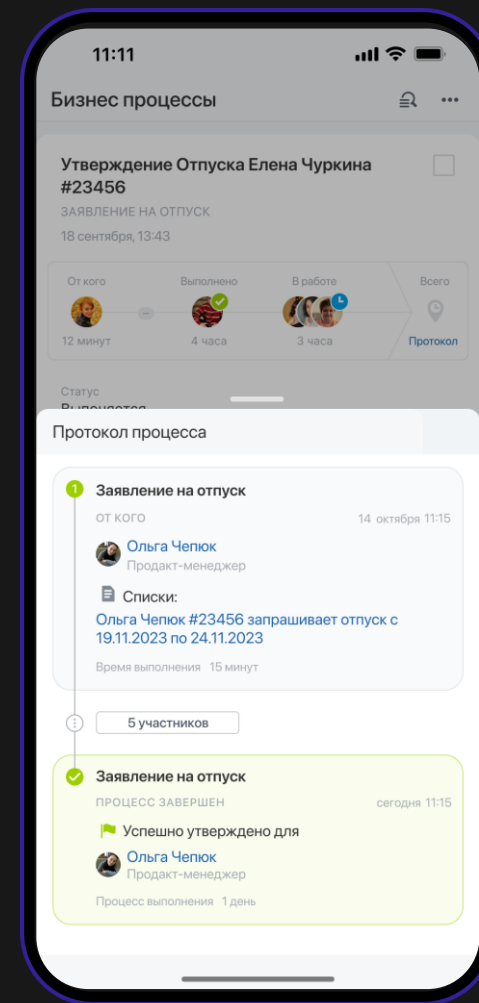 11:11
Бизнес процессы
Утверждение Отпуска Елена Чуркина
#23456
ЗАЯВЛЕНИЕ НА ОТПУСК
18 сентября, 13:43
От кого Выполнено В работе Всего
12 минут 4 часа 3 часа Протокол
Статус
Протокол процесса
1 Заявление на отпуск
ОТ КОГО 14 октября 11:15
Ольга Чепюк
Продакт-менеджер
Списки:
Ольга Чепюк #23456 запрашивает отпуск с
19.11.2023 по 24.11.2023
Время выполнения 15 минут
5 участников
Заявление на отпуск
ПРОЦЕСС ЗАВЕРШЕН сегодня 11:15
Успешно утверждено для
Ольга Чепюк
Продакт-менеджер
Процесс выполнения 1 день